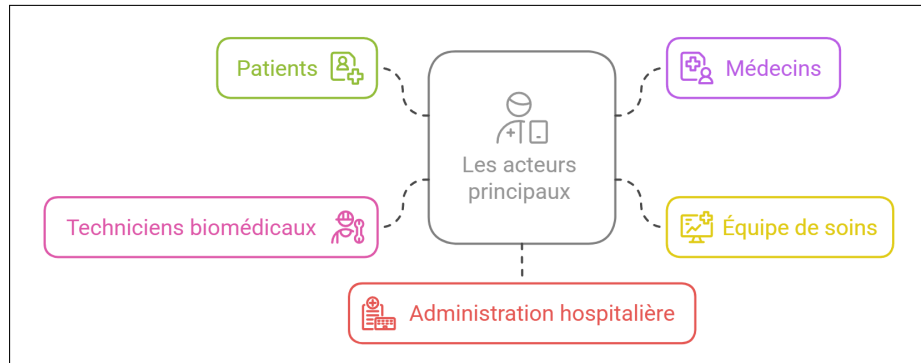 Patients
Médecins
Les acteurs
principaux
Techniciens biomédicaux
Équipe de soins
Administration hospitalière